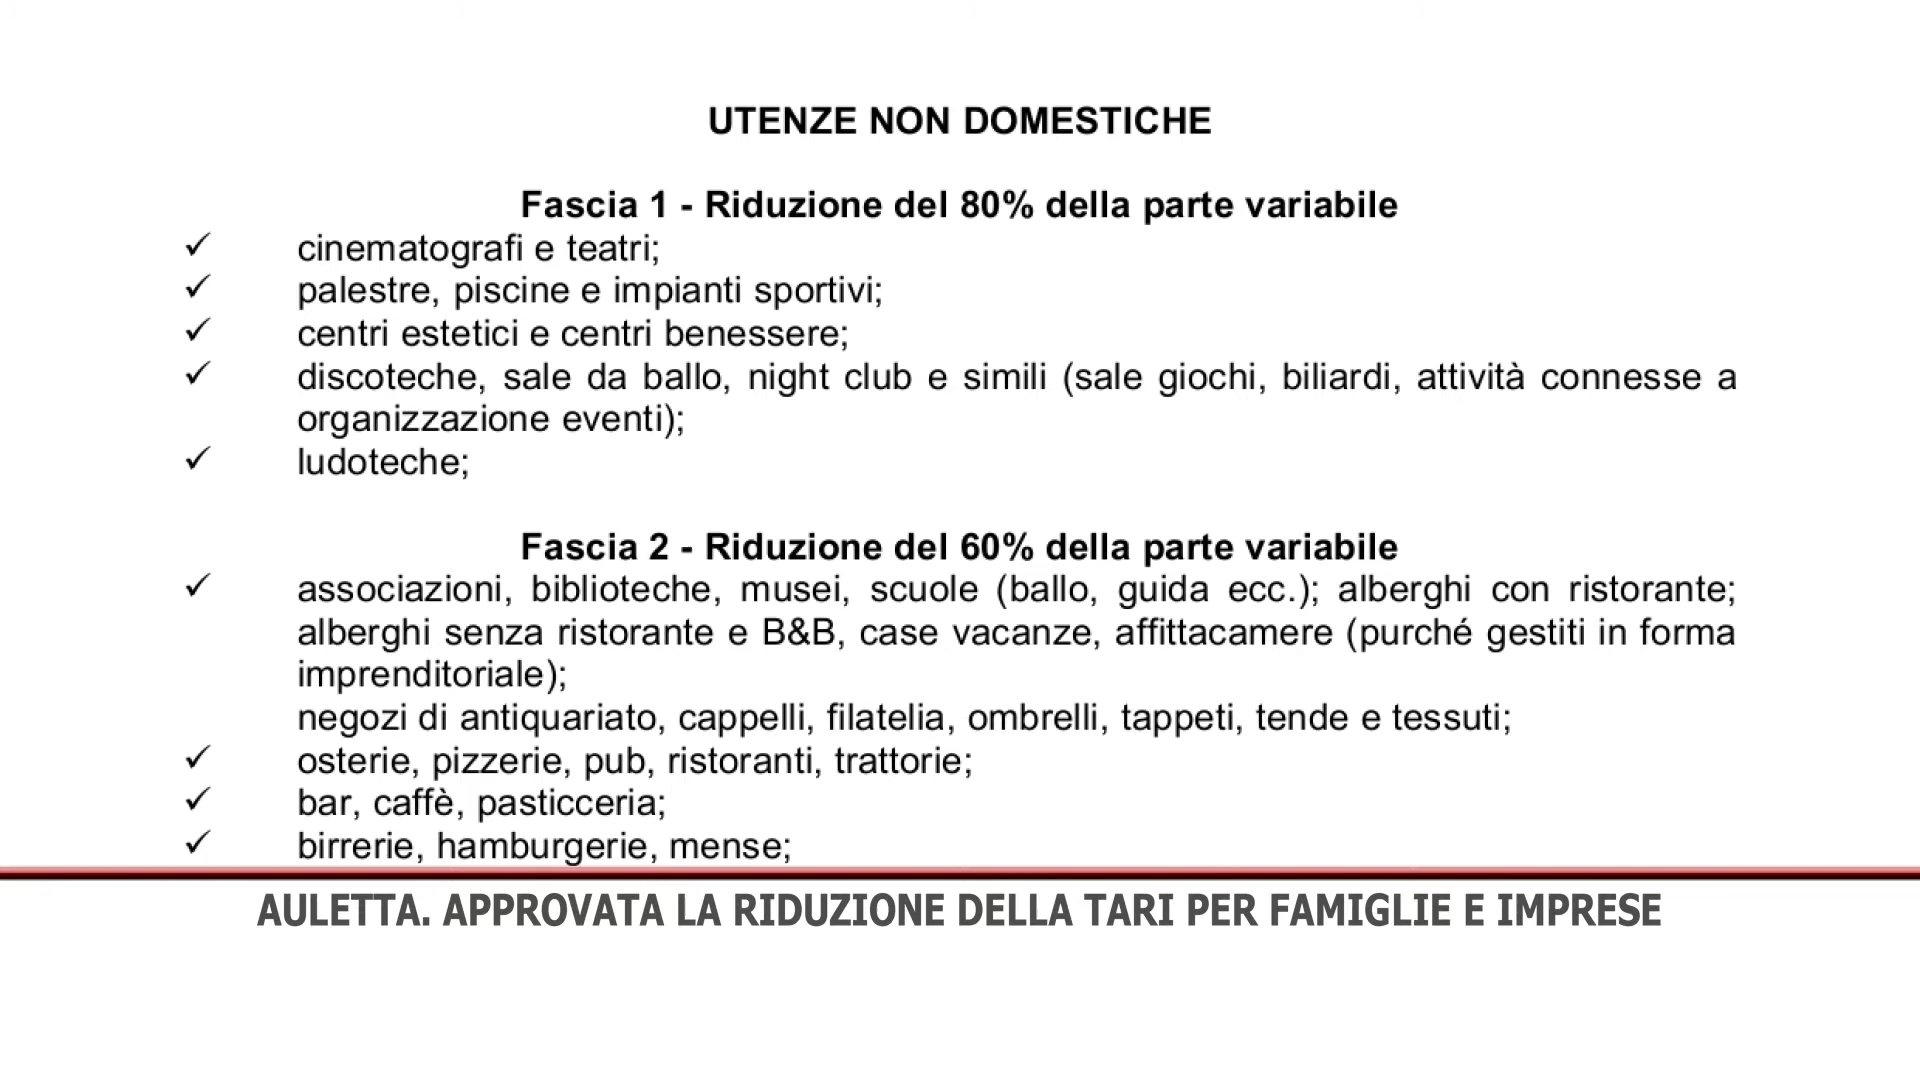 UTENZE NON DOMESTICHE
Fascia 1 - Riduzione del 80% della parte variabile
✓ cinematografi e teatri;
✓ palestre, piscine e impianti sportivi;
✓ centri estetici e centri benessere;
✓ discoteche, sale da ballo, night club e simili (sale giochi, biliardi, attività connesse a
organizzazione eventi);
✓ ludoteche;
Fascia 2 - Riduzione del 60% della parte variabile
✓ associazioni, biblioteche, musei, scuole (ballo, guida ecc.); alberghi con ristorante;
alberghi senza ristorante e B&B, case vacanze, affittacamere (purché gestiti in forma
imprenditoriale);
negozi di antiquariato, cappelli, filatelia, ombrelli, tappeti, tende e tessuti;
✓ osterie, pizzerie, pub, ristoranti, trattorie;
✓ bar, caffè, pasticceria;
✓ birrerie, hamburgerie, mense;
AULETTA. APPROVATA LA RIDUZIONE DELLA TARI PER FAMIGLIE E IMPRESE